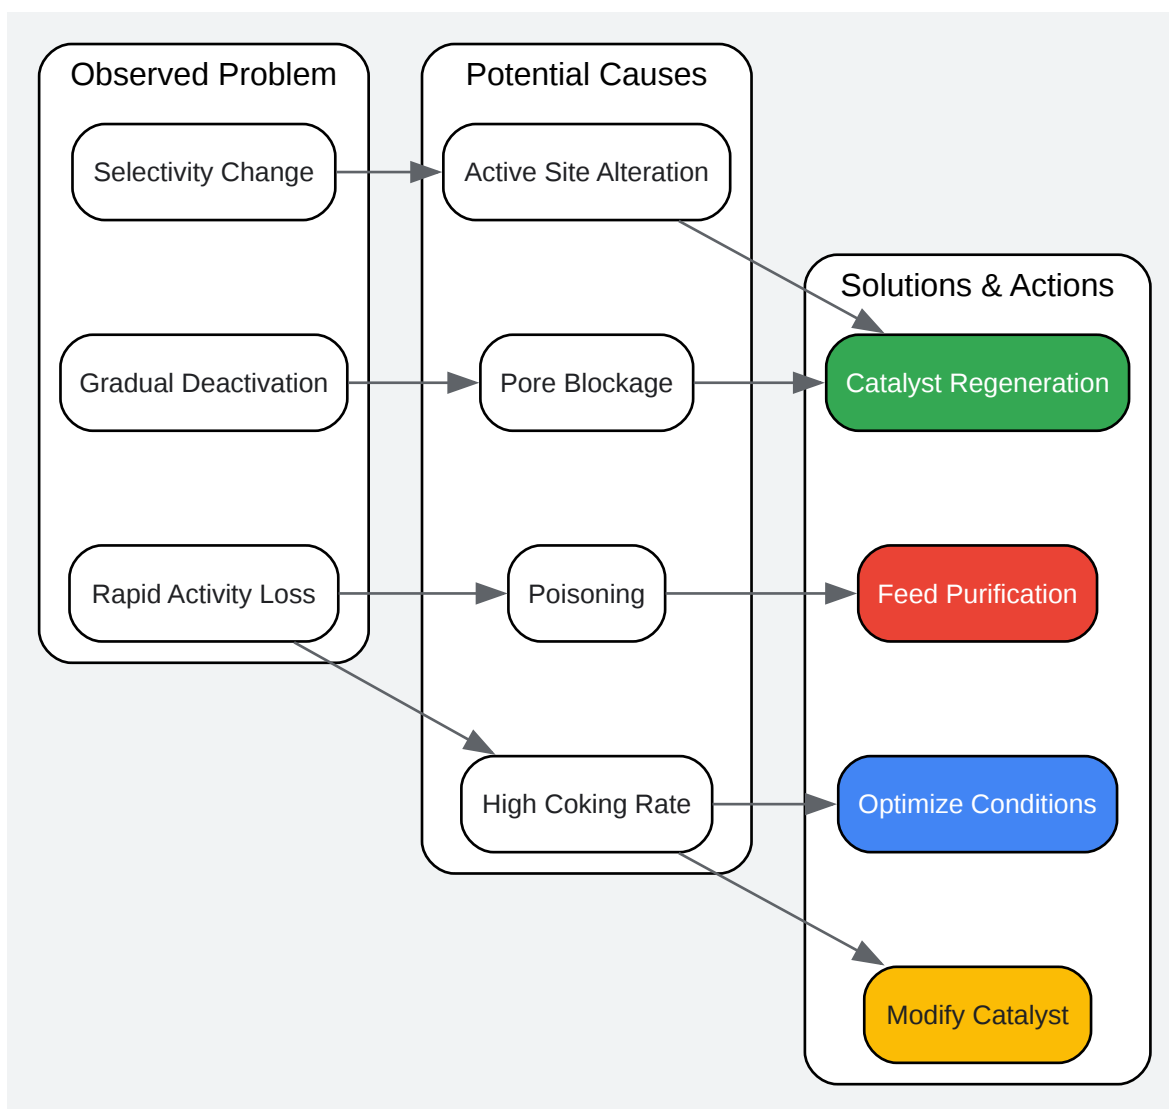 Observed Problem
Selectivity Change
Gradual Deactivation
Rapid Activity Loss
Potential Causes
Active Site Alteration
Pore Blockage
Poisoning
High Coking Rate
Solutions & Actions
Catalyst Regeneration
Feed Purification
Optimize Conditions
Modify Catalyst